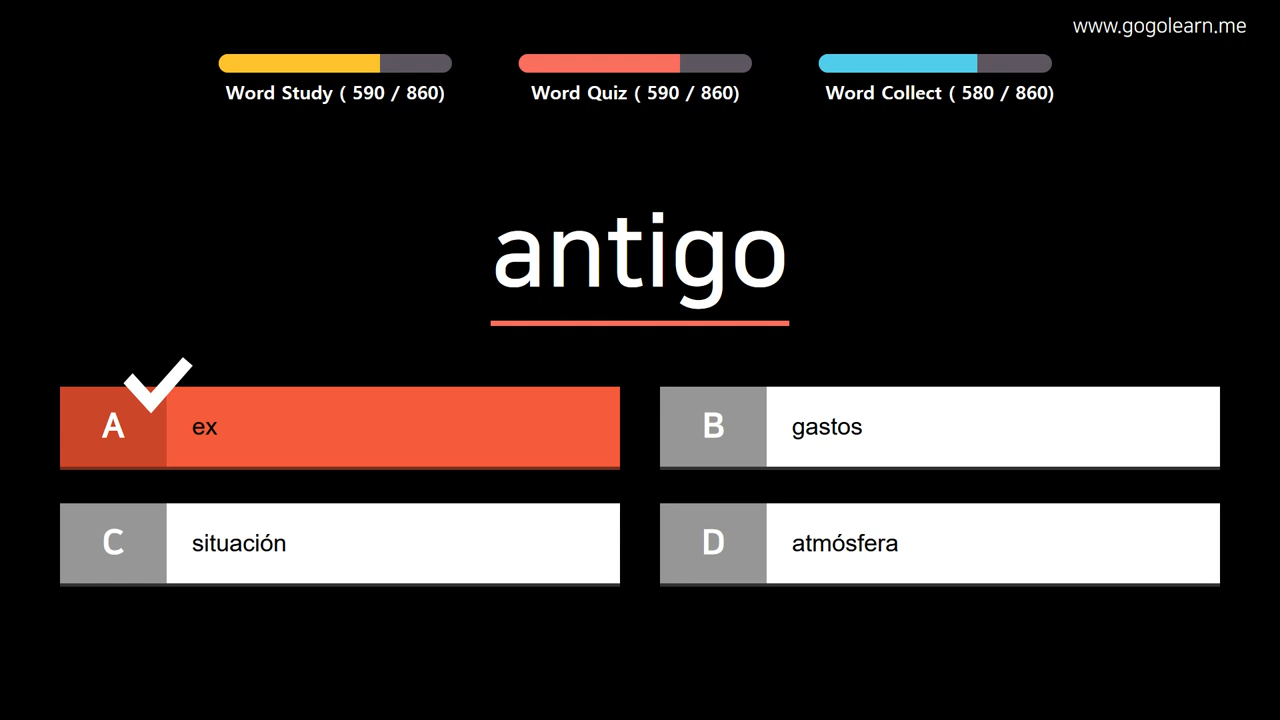 www.gogolearn.me
Word Study ( 590 / 860)
Word Quiz ( 590 / 860)
Word Collect ( 580 / 860)
antigo
A ex
B gastos
C situación
D atmósfera